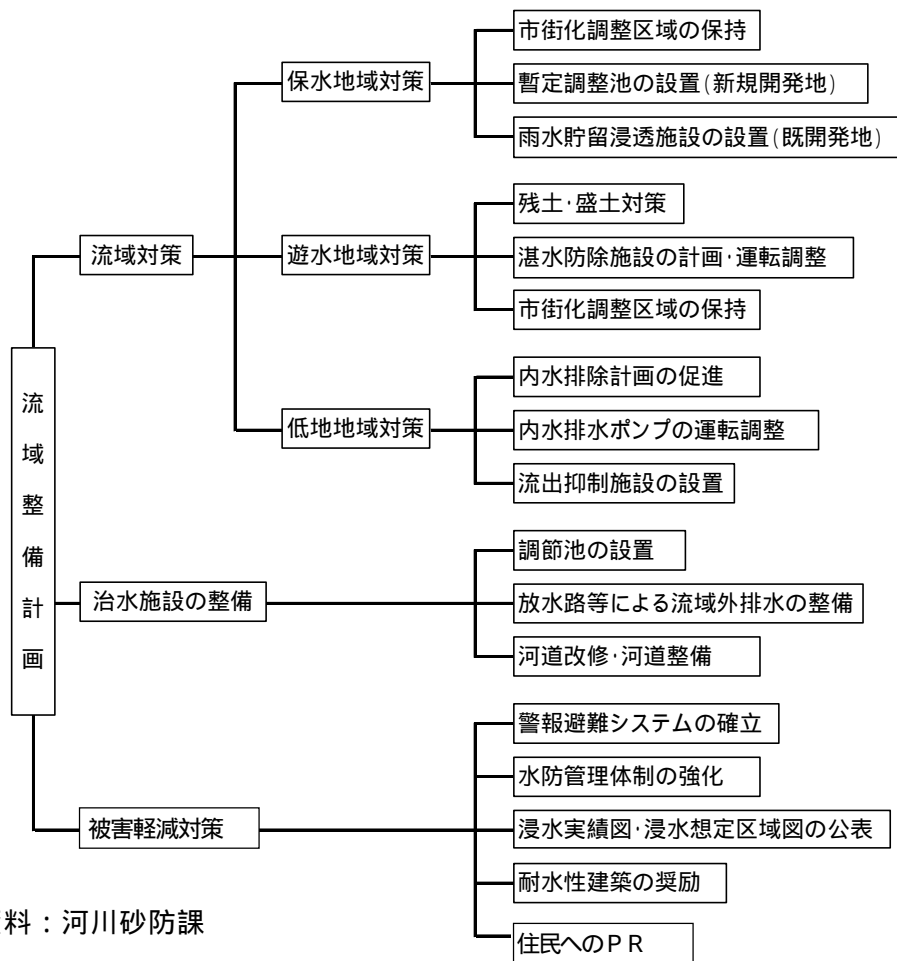 市街化調整区域の保持
保水地域対策
暫定調整池の設置(新規開発地)
雨水貯留浸透施設の設置(既開発地)
残土･盛土対策
流域対策
遊水地域対策
湛水防除施設の計画･運転調整
市街化調整区域の保持
流域整備計画
内水排除計画の促進
低地地域対策
内水排水ポンプの運転調整
流出抑制施設の設置
調節池の設置
治水施設の整備
放水路等による流域外排水の整備
河道改修･河道整備
警報避難システムの確立
水防管理体制の強化
被害軽減対策
浸水実績図･浸水想定区域図の公表
耐水性建築の奨励
料：河川砂防課
住民へのＰＲ